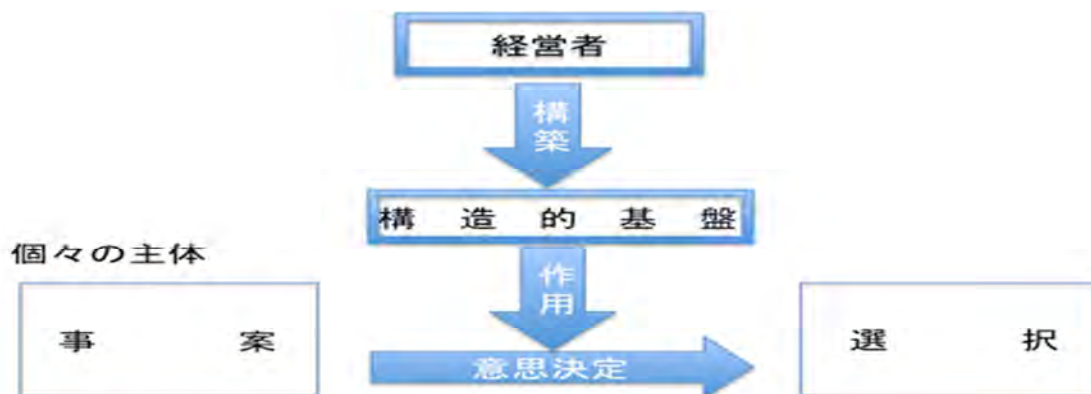 経営者
構築
構造的基盤
個々の主体
作用
事案
意思決定
選択